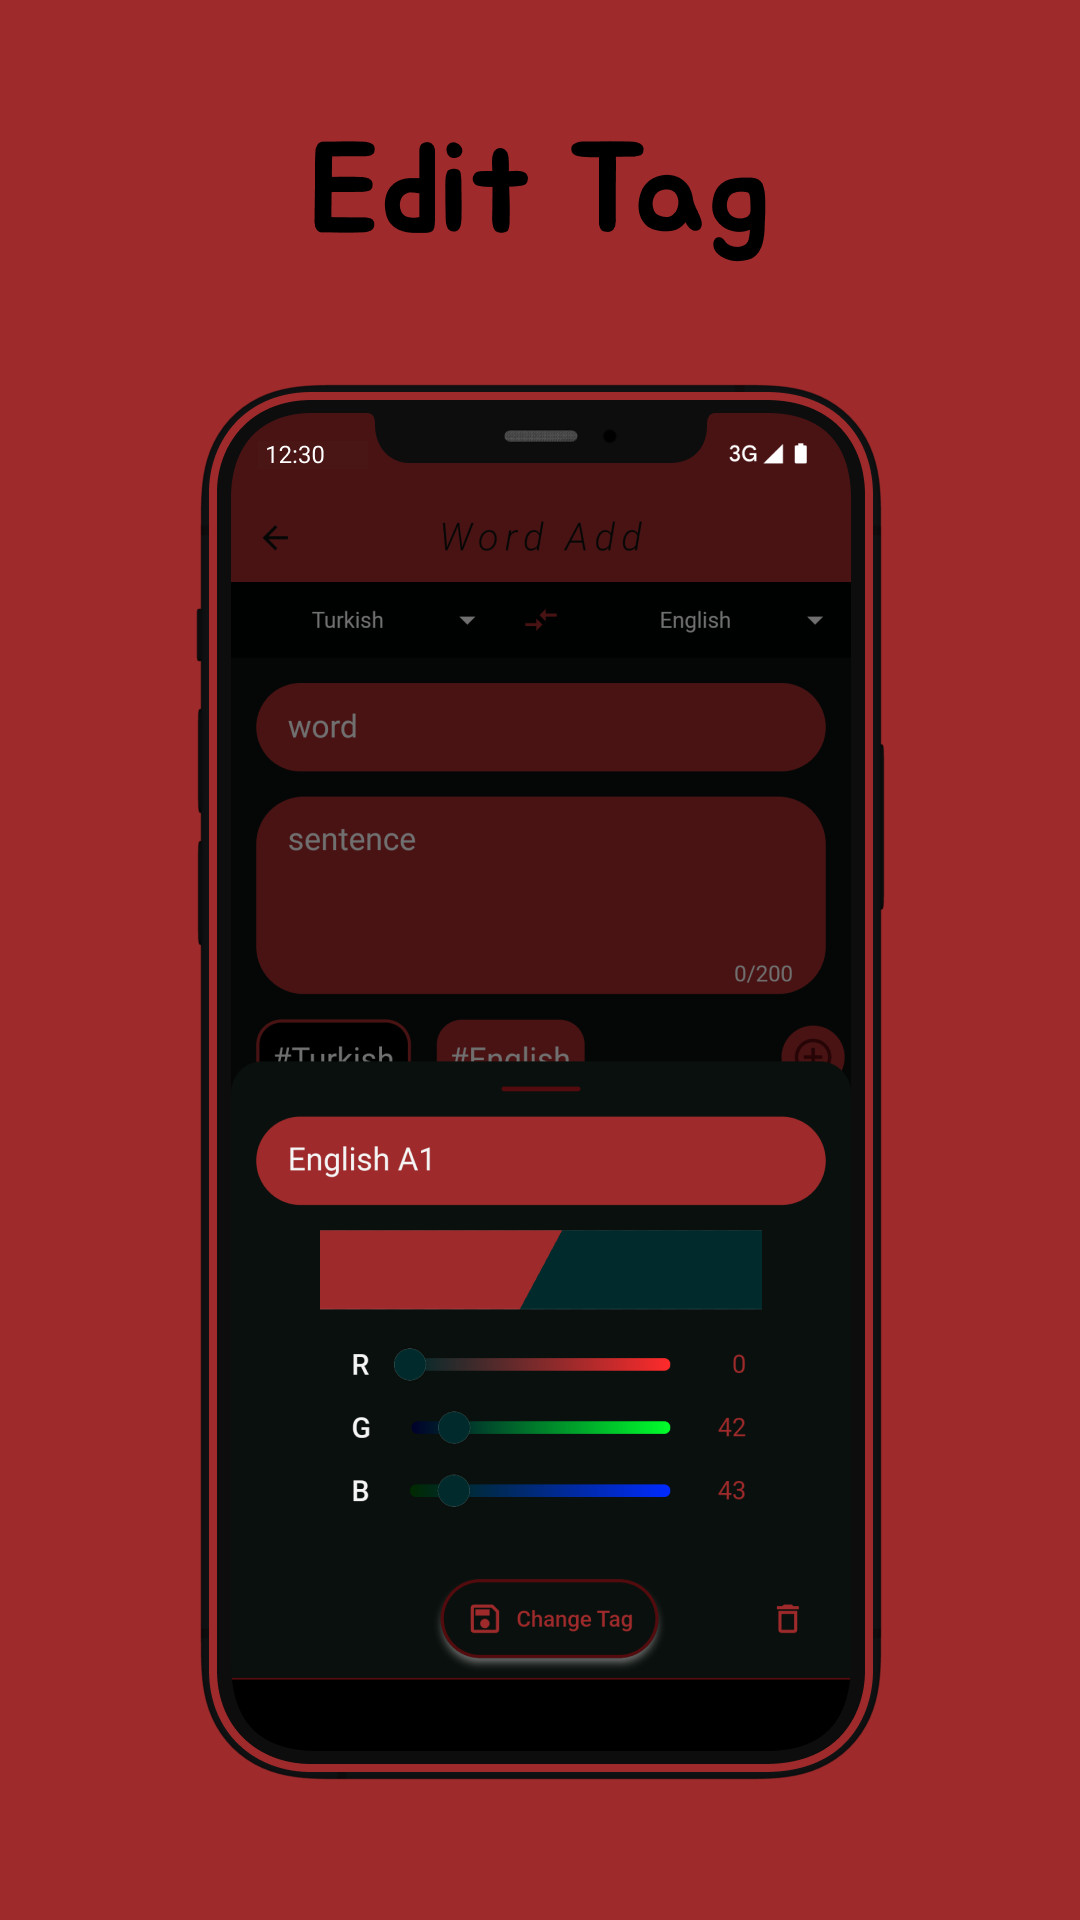 Edit Tag
12:30
3G
Word Add
Turkish
English
word
sentence
0/200
#Turkish
#English
English A1
R
0
G
42
B
43
Change Tag